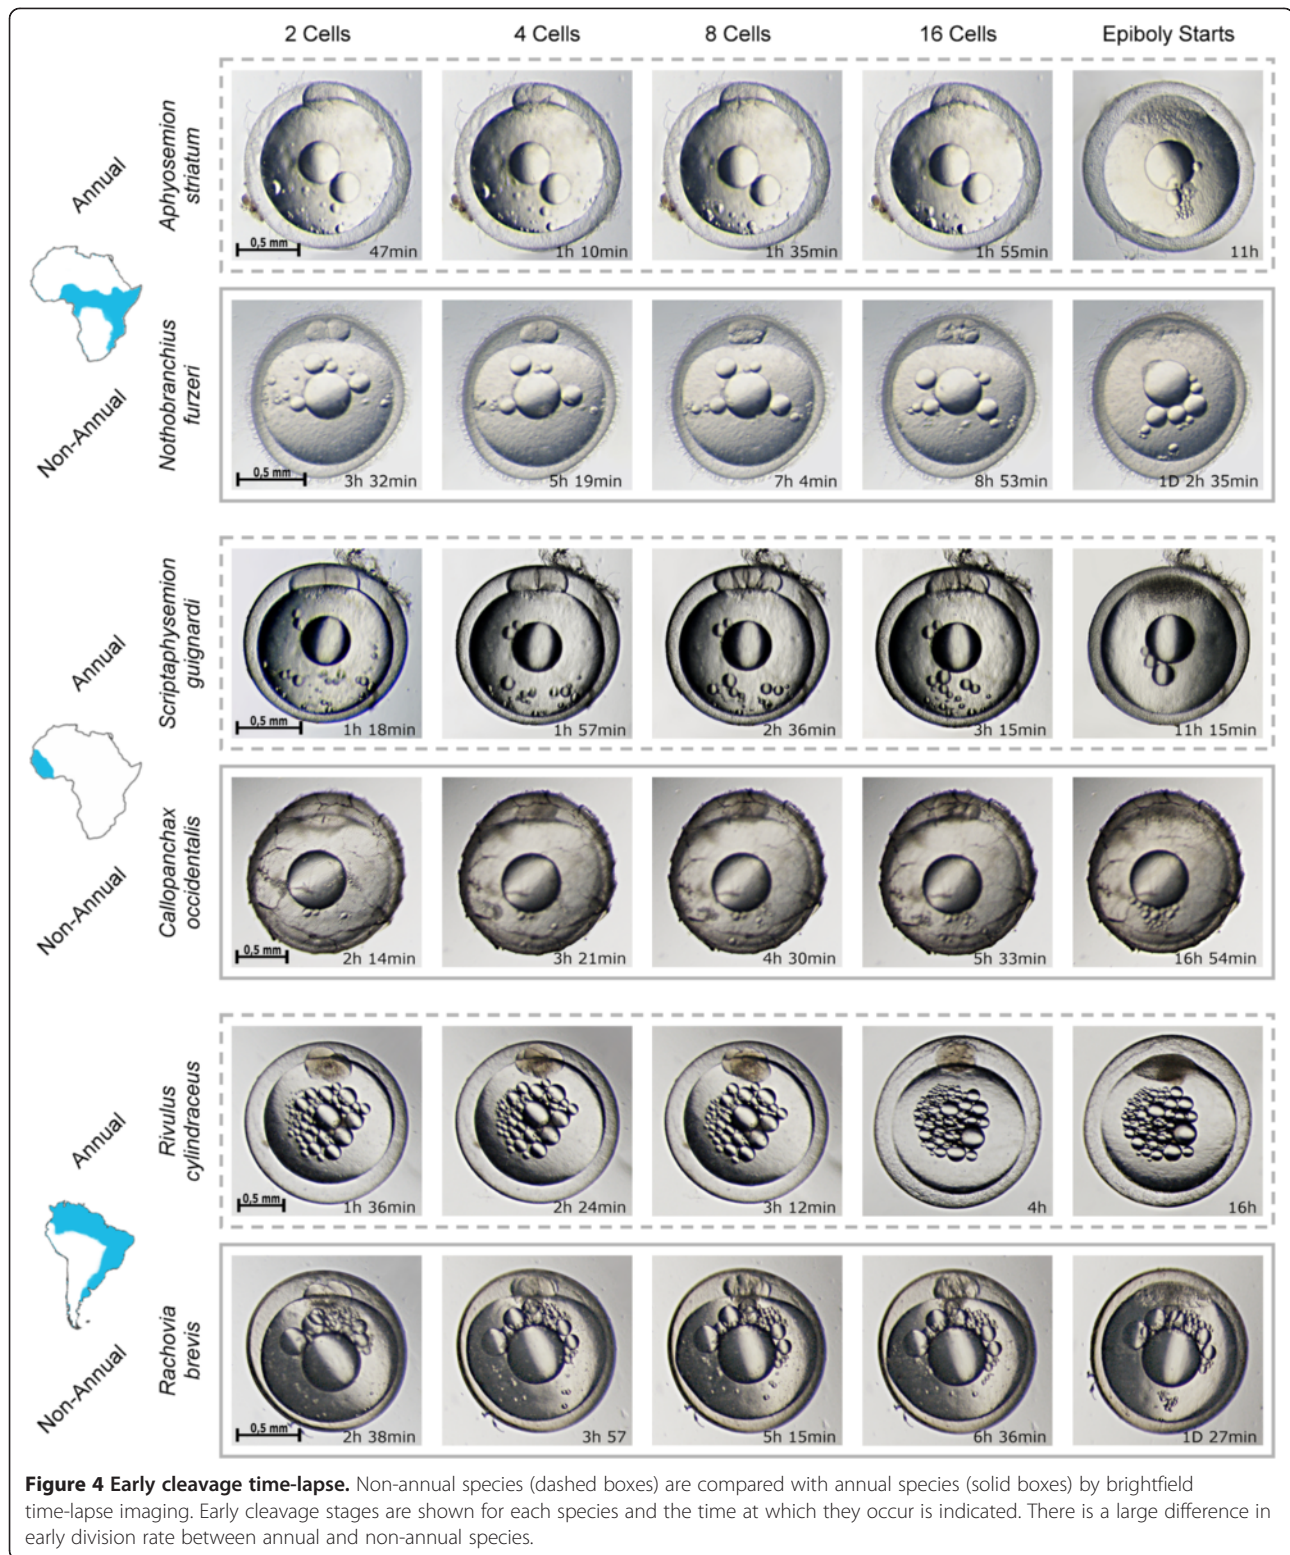 2 Cells 4 Cells 8 Cells 16 Cells Epiboly Starts
Annual
Aphyosemion
striatum
0,5 mm
47min
1h 10min
1h 35min
1h 55min
11h
Non-Annual
Nothobranchius
furzeri
0,5 mm
3h 32min
5h 19min
7h 4min
8h 53min
1D 2h 35min
Annual
Scriptaphysemion
guignardi
0,5 mm
1h 18min
1h 57min
2h 36min
3h 15min
11h 15min
Non-Annual
Callopanchax
occidentalis
0,5 mm
2h 14min
3h 21min
4h 30min
5h 33min
16h 54min
Annual
Rivulus
cylindraceus
0,5 mm
1h 36min
2h 24min
3h 12min
4h
16h
Non-Annual
Rachovia
brevis
0,5 mm
2h 38min
3h 57
5h 15min
6h 36min
1D 27min
Figure 4 Early cleavage time-lapse. Non-annual species (dashed boxes) are compared with annual species (solid boxes) by brightfield
time-lapse imaging. Early cleavage stages are shown for each species and the time at which they occur is indicated. There is a large difference in
early division rate between annual and non-annual species.